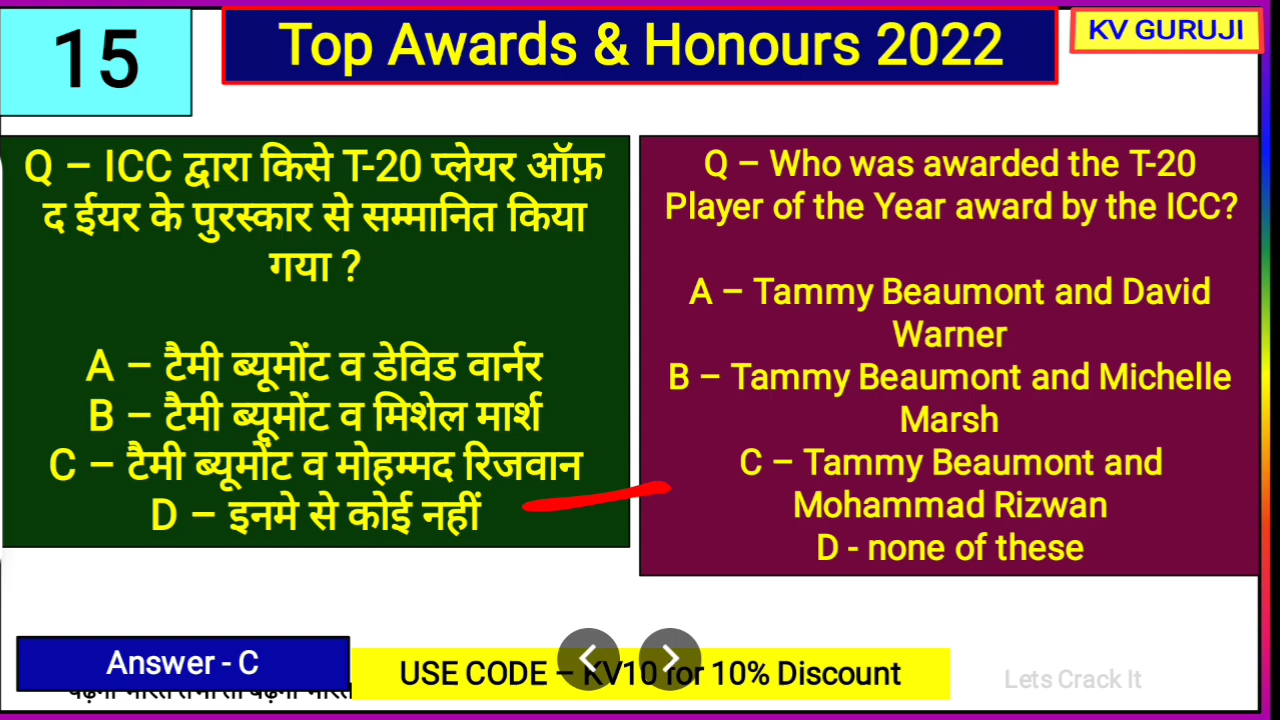 15
Top Awards & Honours 2022
KV GURUJI
Q – ICC द्वारा किसे T-20 प्लेयर ऑफ़
द ईयर के पुरस्कार से सम्मानित किया
गया ?
A – टैमी ब्यूमोंट व डेविड वार्नर
B – टैमी ब्यूमोंट व मिशेल मार्श
C – टैमी ब्यूमोंट व मोहम्मद रिजवान
D – इनमे से कोई नहीं
Q – Who was awarded the T-20
Player of the Year award by the ICC?
A – Tammy Beaumont and David
Warner
B – Tammy Beaumont and Michelle
Marsh
C – Tammy Beaumont and
Mohammad Rizwan
D - none of these
Answer - C
USE CODE – KV10 for 10% Discount
Lets Crack It